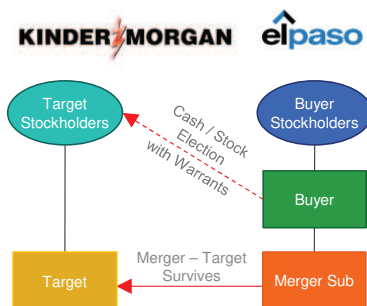 KINDER MORGAN
elpaso
Target
Stockholders
Cash / Stock
Election
with Warrants
Buyer
Stockholders
Buyer
Merger – Target
Survives
Target
Merger Sub